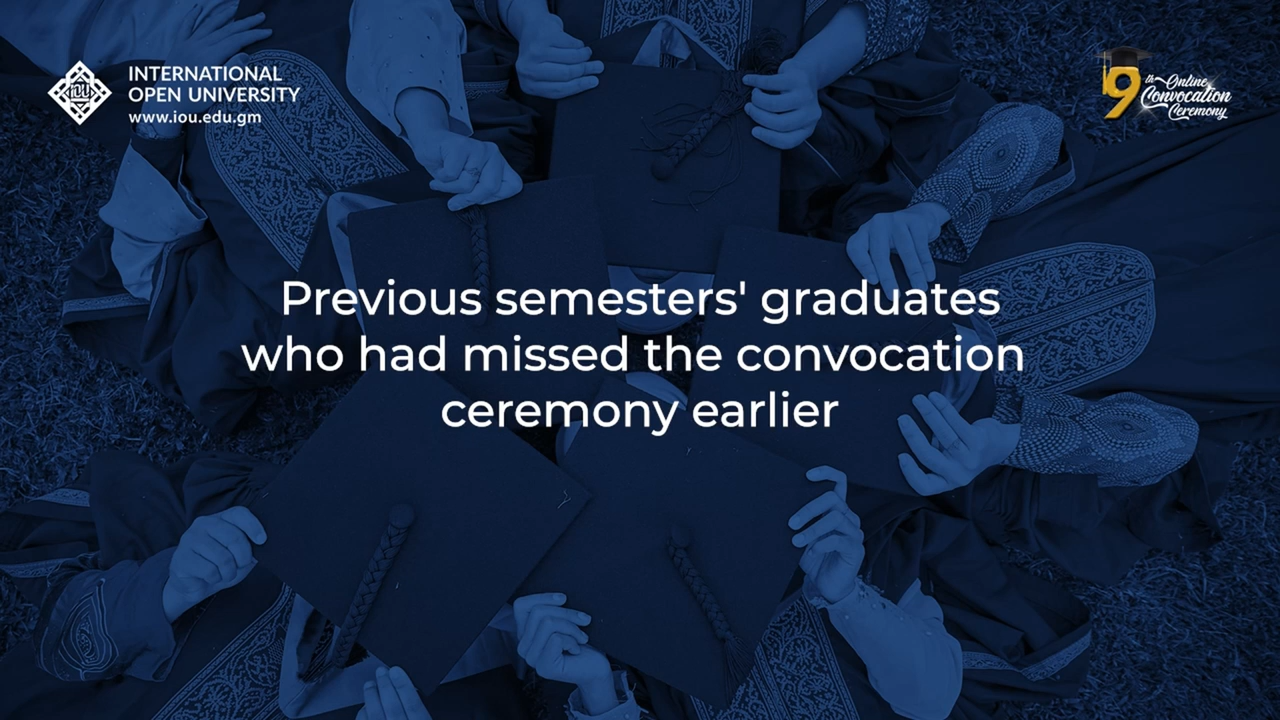 IOU
INTERNATIONAL
OPEN UNIVERSITY
www.iou.edu.gm
9th Online
Convocation
Ceremony
Previous semesters' graduates
who had missed the convocation
ceremony earlier